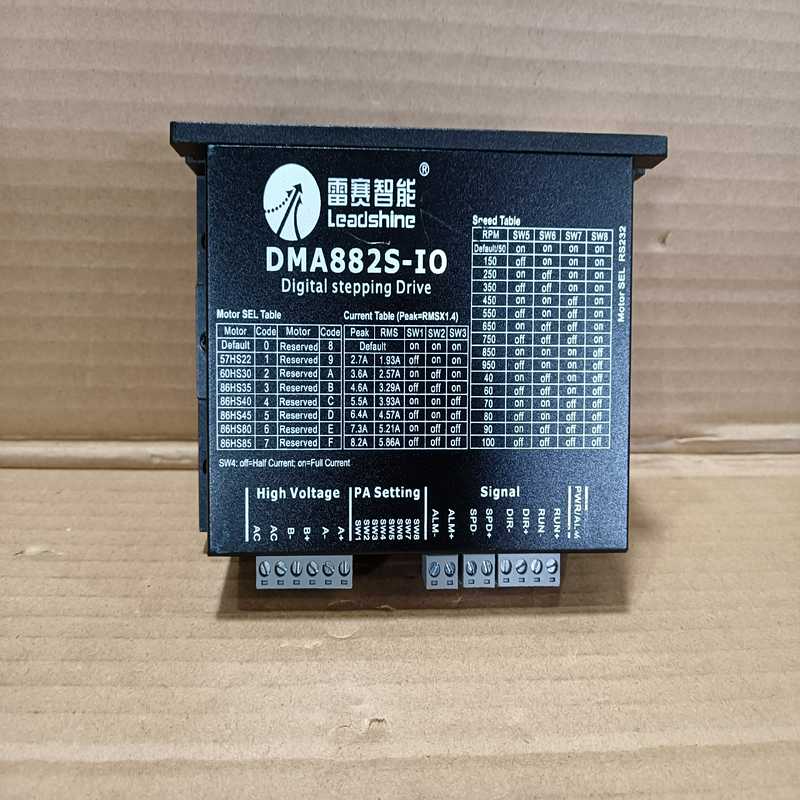 ®
雷赛智能
Leadshine
DMA882S-IO
Digital stepping Drive
Motor SEL Table
Motor Code Motor Code
Default 0 Reserved 8
57HS22 1 Reserved 9
60HS30 2 Reserved A
86HS35 3 Reserved B
86HS40 4 Reserved C
86HS45 5 Reserved D
86HS80 6 Reserved E
86HS85 7 Reserved F
SW4: off=Half Current; on=Full Current
Current Table (Peak=RMSX1.4)
Peak RMS SW1 SW2 SW3
Default on on on
2.7A 1.93A off on on
3.6A 2.57A on off on
4.6A 3.29A off off on
5.5A 3.93A on on off
6.4A 4.57A off on off
7.3A 5.21A on off off
8.2A 5.86A off off off
Speed Table
RPM SW5 SW6 SW7 SW8
Default/50 on on on on
150 off on on on
250 on off on on
350 off off on on
450 on on off on
550 off on off on
650 on off off on
750 off off off on
850 on on on off
950 off on on off
40 on off on off
60 off off on off
70 on on off off
80 off on off off
90 on off off off
100 off off off off
Motor SEL RS232
High Voltage
AC
AC
B-
B+
A-
A+
PA Setting
SW1
SW2
SW3
SW4
SW5
SW6
SW7
SW8
Signal
ALM-
ALM+
SPD-
SPD+
DIR-
DIR+
RUN-
RUN+